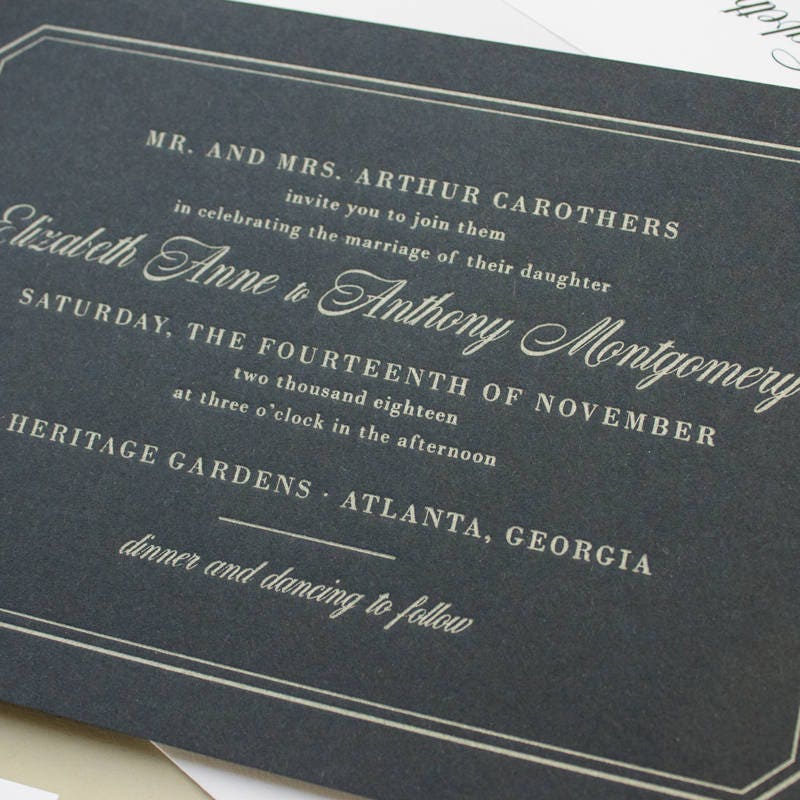 MR. AND MRS. ARTHUR CAROTHERS
invite you to join them
in celebrating the marriage of their daughter
Elizabeth Anne to Anthony Montgomery
SATURDAY, THE FOURTEENTH OF NOVEMBER
two thousand eighteen
at three o'clock in the afternoon
HERITAGE GARDENS · ATLANTA, GEORGIA
dinner and dancing to follow